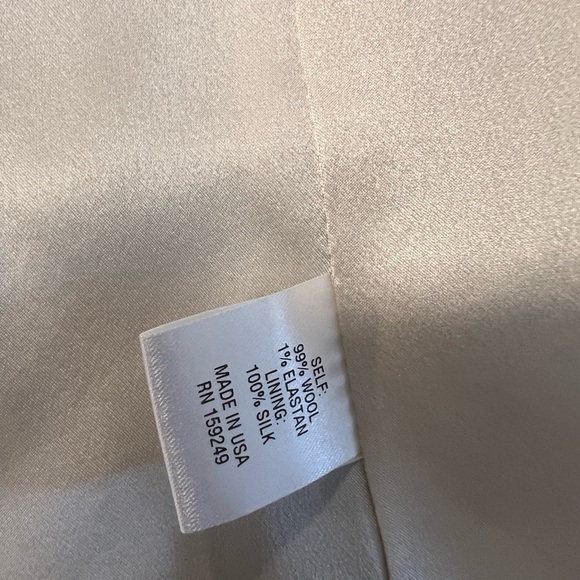 SELF:
99% WOOL
1% ELASTAN
LINING:
100% SILK
MADE IN USA
RN 159249